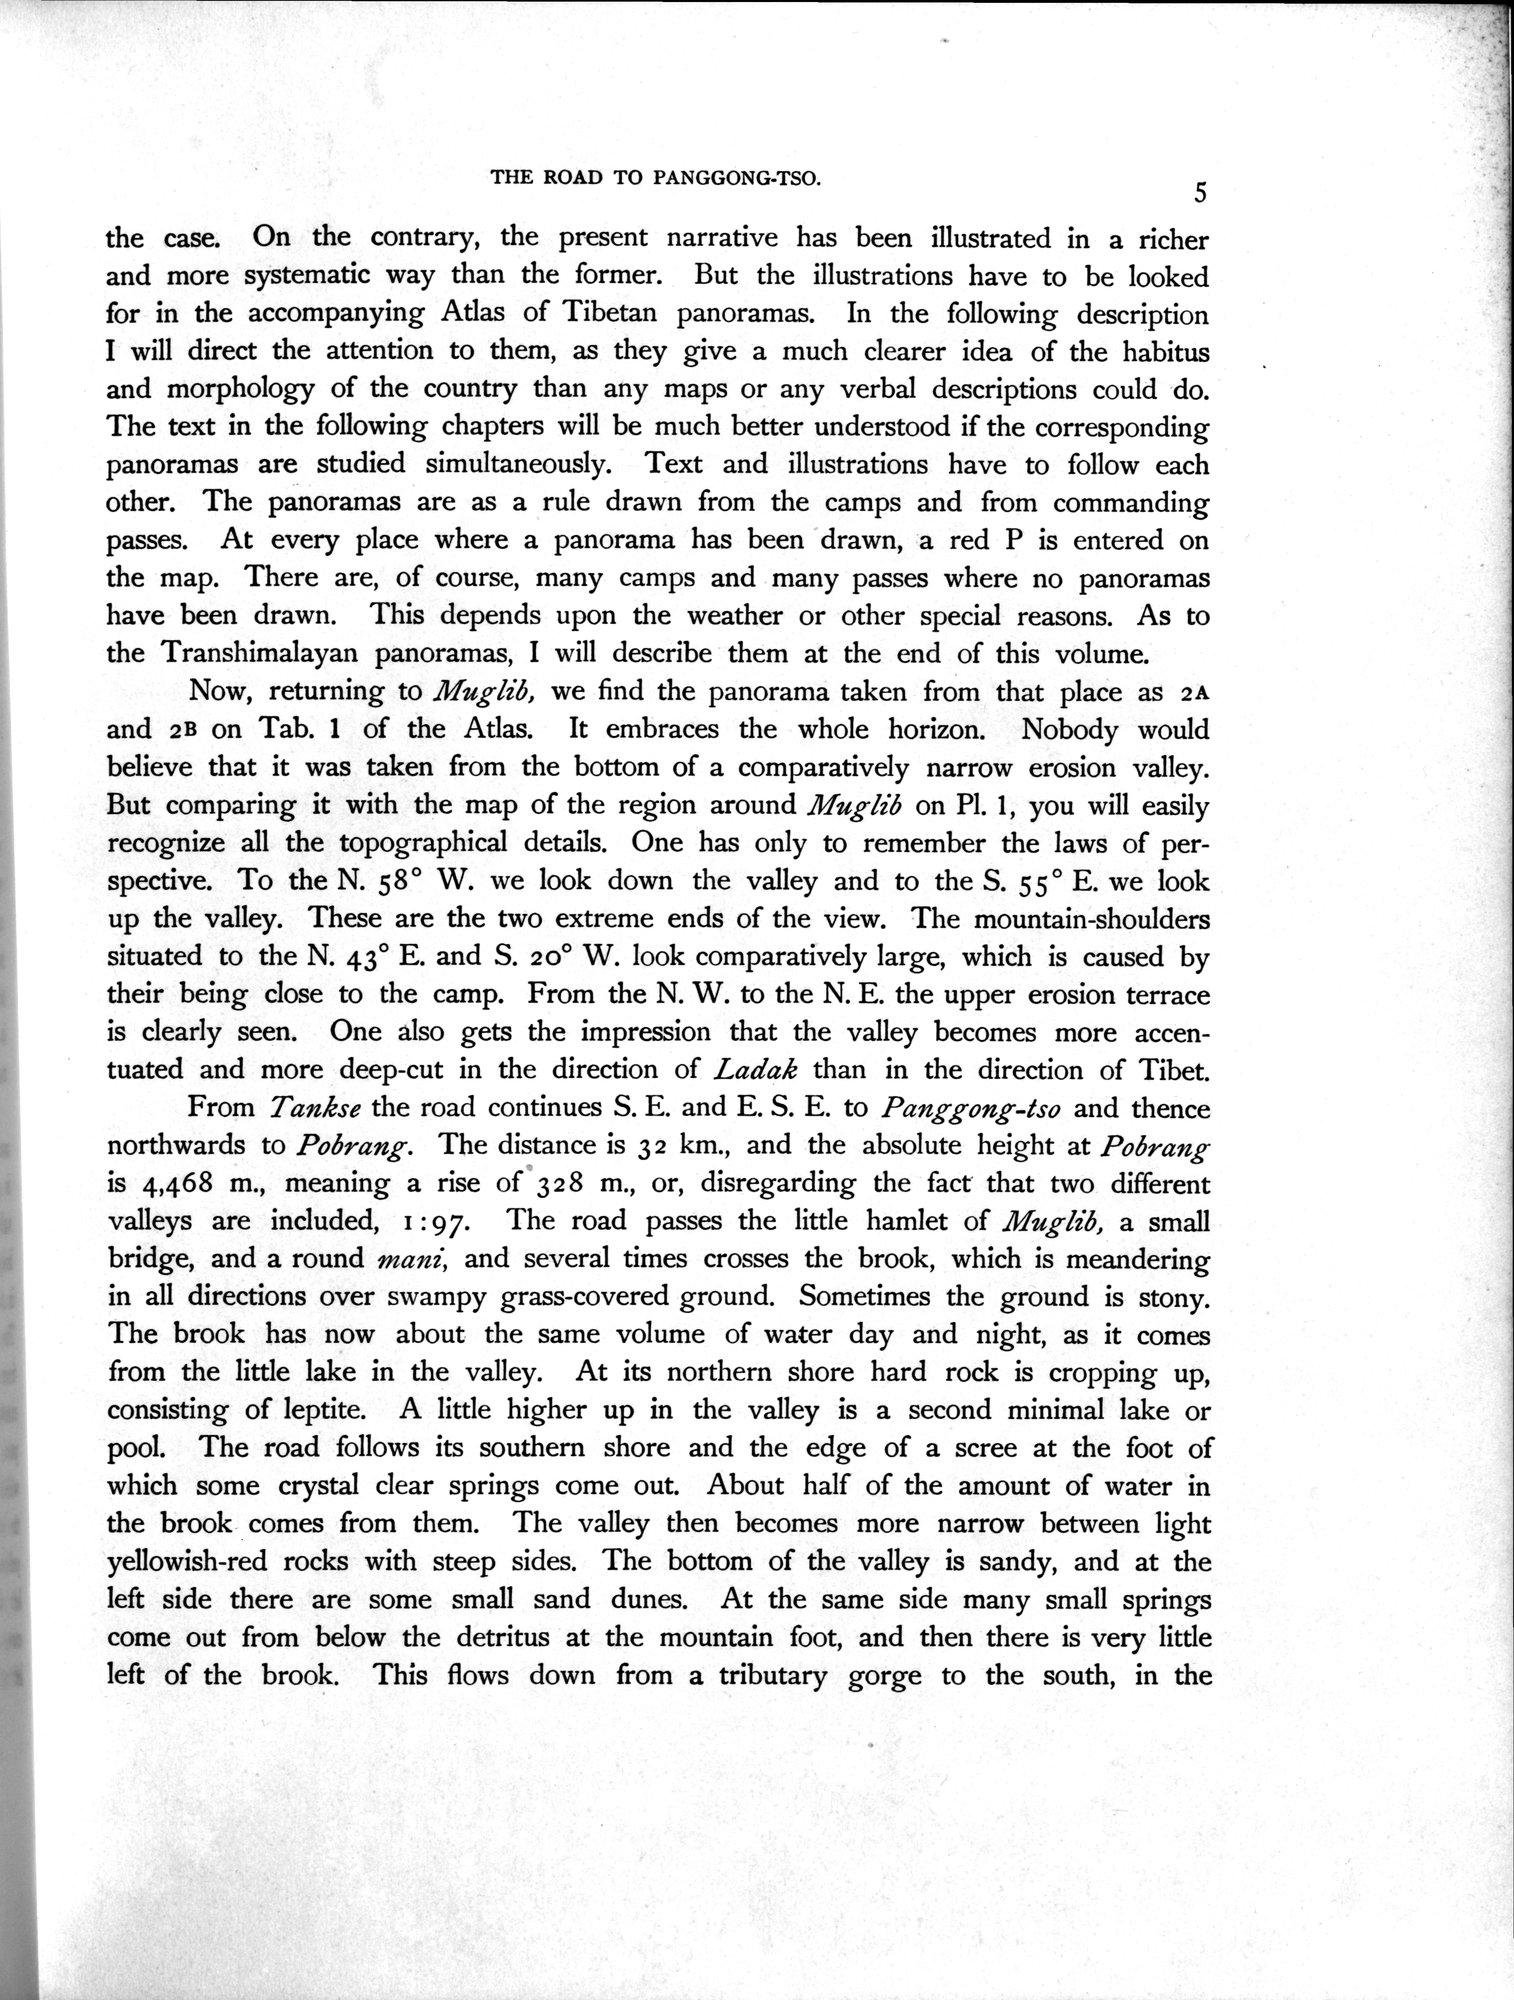 THE ROAD TO PANGGONG-TSO.
5
the case. On the contrary, the present narrative has been illustrated in a richer
and more systematic way than the former. But the illustrations have to be looked
for in the accompanying Atlas of Tibetan panoramas. In the following description
I will direct the attention to them, as they give a much clearer idea of the habitus
and morphology of the country than any maps or any verbal descriptions could do.
The text in the following chapters will be much better understood if the corresponding
panoramas are studied simultaneously. Text and illustrations have to follow each
other. The panoramas are as a rule drawn from the camps and from commanding
passes. At every place where a panorama has been drawn, a red P is entered on
the map. There are, of course, many camps and many passes where no panoramas
have been drawn. This depends upon the weather or other special reasons. As to
the Transhimalayan panoramas, I will describe them at the end of this volume.
Now, returning to Muglib, we find the panorama taken from that place as 2A
and 2B on Tab. 1 of the Atlas. It embraces the whole horizon. Nobody would
believe that it was taken from the bottom of a comparatively narrow erosion valley.
But comparing it with the map of the region around Muglib on Pl. 1, you will easily
recognize all the topographical details. One has only to remember the laws of per-
spective. To the N. 58° W. we look down the valley and to the S. 55° E. we look
up the valley. These are the two extreme ends of the view. The mountain-shoulders
situated to the N. 43° E. and S. 20° W. look comparatively large, which is caused by
their being close to the camp. From the N. W. to the N. E. the upper erosion terrace
is clearly seen. One also gets the impression that the valley becomes more accen-
tuated and more deep-cut in the direction of Ladak than in the direction of Tibet.
From Tankse the road continues S. E. and E. S. E. to Panggong-tso and thence
northwards to Pobrang. The distance is 32 km., and the absolute height at Pobrang
is 4,468 m., meaning a rise of 328 m., or, disregarding the fact that two different
valleys are included, 1:97. The road passes the little hamlet of Muglib, a small
bridge, and a round mani, and several times crosses the brook, which is meandering
in all directions over swampy grass-covered ground. Sometimes the ground is stony.
The brook has now about the same volume of water day and night, as it comes
from the little lake in the valley. At its northern shore hard rock is cropping up,
consisting of leptite. A little higher up in the valley is a second minimal lake or
pool. The road follows its southern shore and the edge of a scree at the foot of
which some crystal clear springs come out. About half of the amount of water in
the brook comes from them. The valley then becomes more narrow between light
yellowish-red rocks with steep sides. The bottom of the valley is sandy, and at the
left side there are some small sand dunes. At the same side many small springs
come out from below the detritus at the mountain foot, and then there is very little
left of the brook. This flows down from a tributary gorge to the south, in the